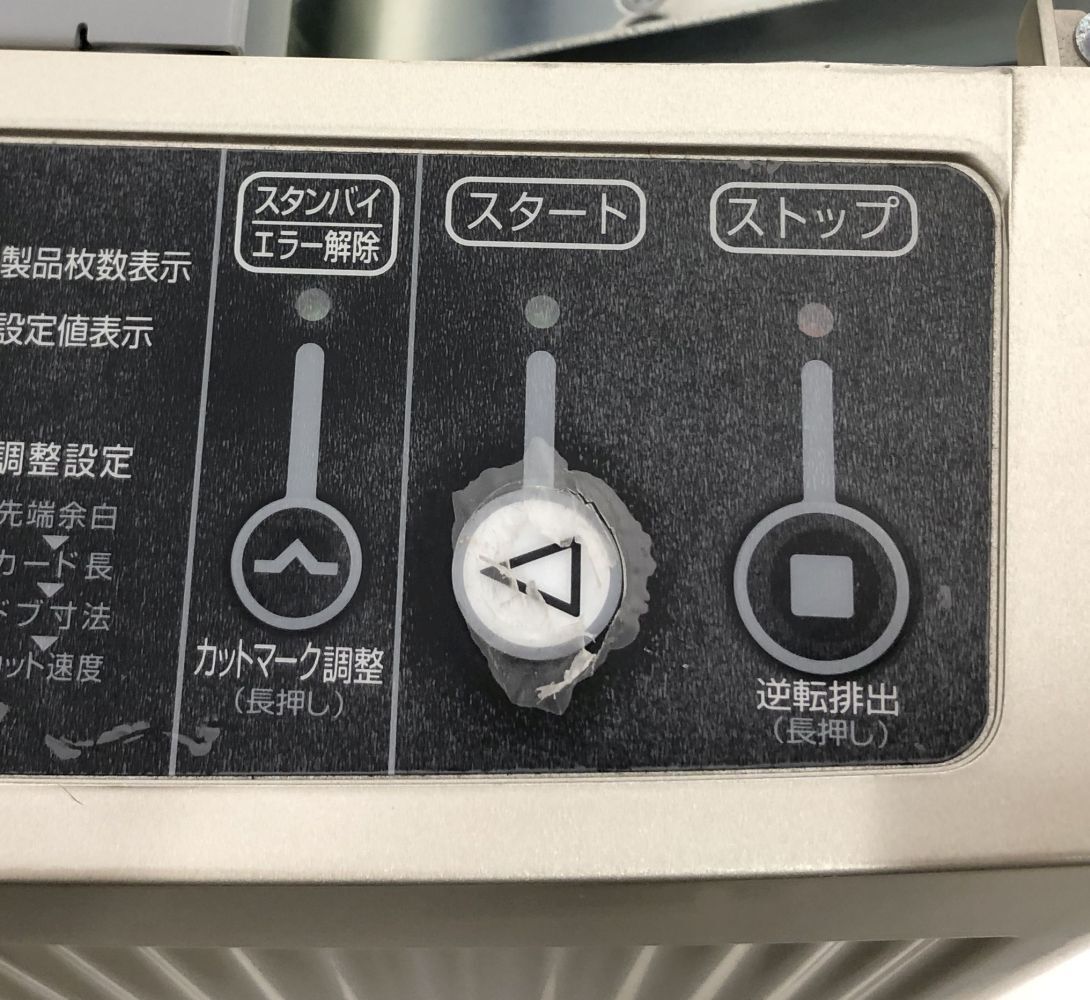 製品枚数表示
設定値表示
調整設定
先端余白
カード長
ドブ寸法
カット速度
スタンバイ
エラー解除
カットマーク調整
(長押し)
スタート
ストップ
逆転排出
(長押し)